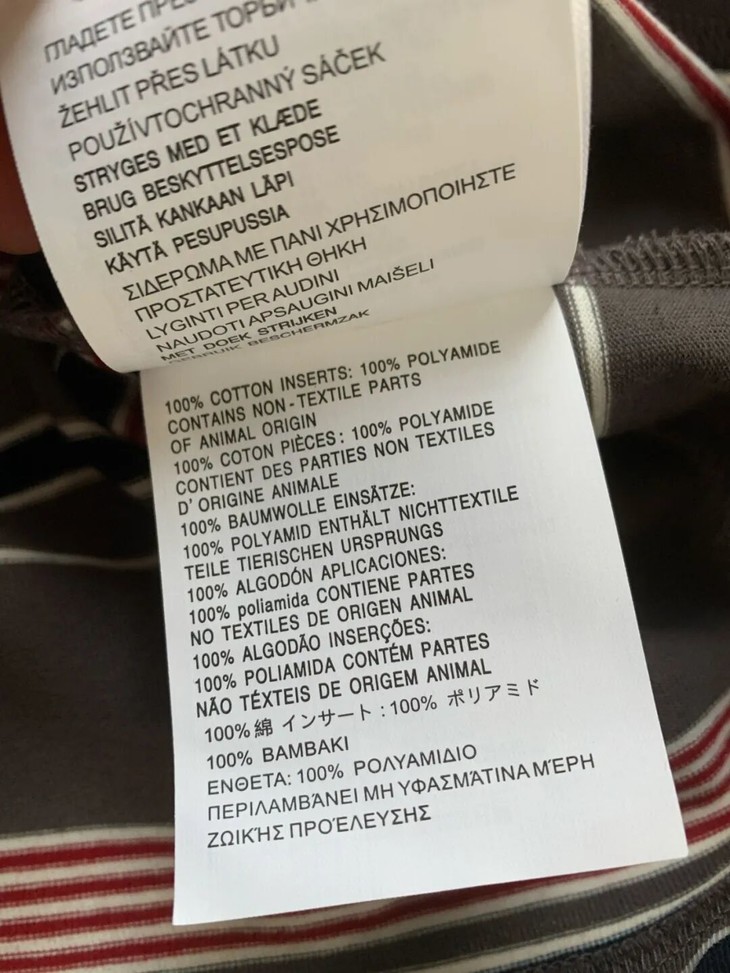 ГЛАДЕТЕ ПРЕС
ИЗПОЛЗВАЙТЕ ТОРБИ
ŽEHLIT PŘES LÁTKU
POUŽÍVTOCHRANNÝ SÁČEK
STRYGES MED ET KLÆDE
BRUG BESKYTTELSESPOSE
SILITÄ KANKAAN LÄPI
KÄYTÄ PESUPUSSIA
ΣΙΔΕΡΩΜΑ ΜΕ ΠΑΝΙ ΧΡΗΣΙΜΟΠΟΙΗΣΤΕ
ΠΡΟΣΤΑΤΕΥΤΙΚΗ ΘΗΚΗ
LYGINTI PER AUDINI
NAUDOTI APSAUGINI MAIŠELI
MET DOEK STRIJKEN
GEBRUIK BESCHERMZAK
100% COTTON INSERTS: 100% POLYAMIDE
CONTAINS NON-TEXTILE PARTS
OF ANIMAL ORIGIN
100% COTON PIÈCES: 100% POLYAMIDE
CONTIENT DES PARTIES NON TEXTILES
D' ORIGINE ANIMALE
100% BAUMWOLLE EINSÄTZE:
100% POLYAMID ENTHÄLT NICHTTEXTILE
TEILE TIERISCHEN URSPRUNGS
100% ALGODÓN APLICACIONES:
100% poliamida CONTIENE PARTES
NO TEXTILES DE ORIGEN ANIMAL
100% ALGODÃO INSERÇÕES:
100% POLIAMIDA CONTÉM PARTES
NÃO TÉXTEIS DE ORIGEM ANIMAL
100% 綿 インサート : 100% ポリアミド
100% ΒΑΜΒΑΚΙ
ΕΝΘΕΤΑ: 100% ΡΟΛΥΑΜΙΔΙΟ
ΠΕΡΙΛΑΜΒΆΝΕΙ ΜΗ ΥΦΑΣΜΆΤΙΝΑ ΜΈΡΗ
ΖΩΙΚΉΣ ΠΡΟΈΛΕΥΣΗΣ